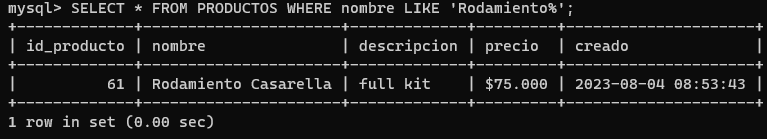 mysql> SELECT * FROM PRODUCTOS WHERE nombre LIKE 'Rodamiento%';
+-------------+----------------------+-------------+---------+---------------------+
| id_producto | nombre               | descripcion | precio  | creado              |
+-------------+----------------------+-------------+---------+---------------------+
|          61 | Rodamiento Casarella | full kit    | $75.000 | 2023-08-04 08:53:43 |
+-------------+----------------------+-------------+---------+---------------------+
1 row in set (0.00 sec)